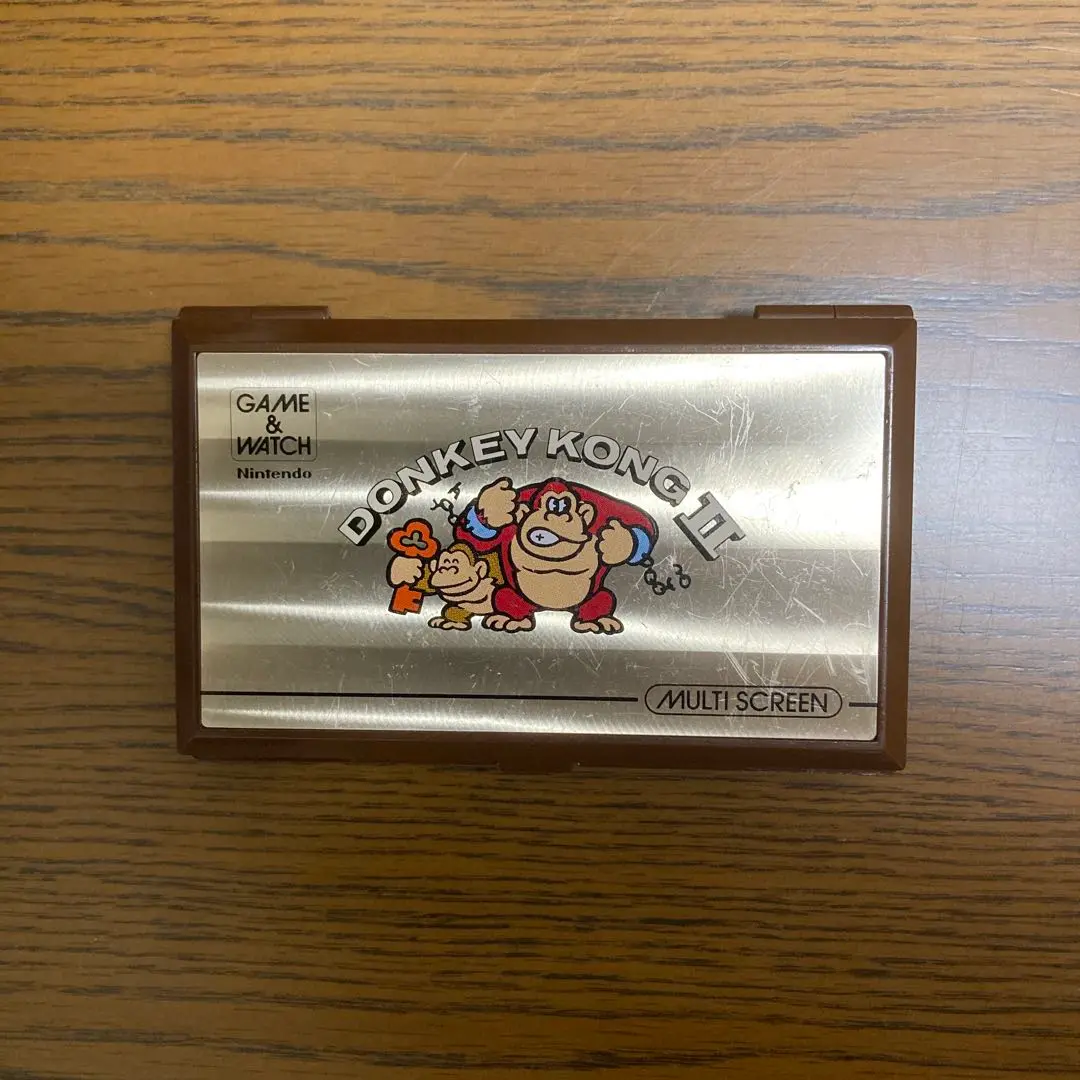 GAME
&
WATCH
Nintendo
DONKEY KONG II
MULTI SCREEN